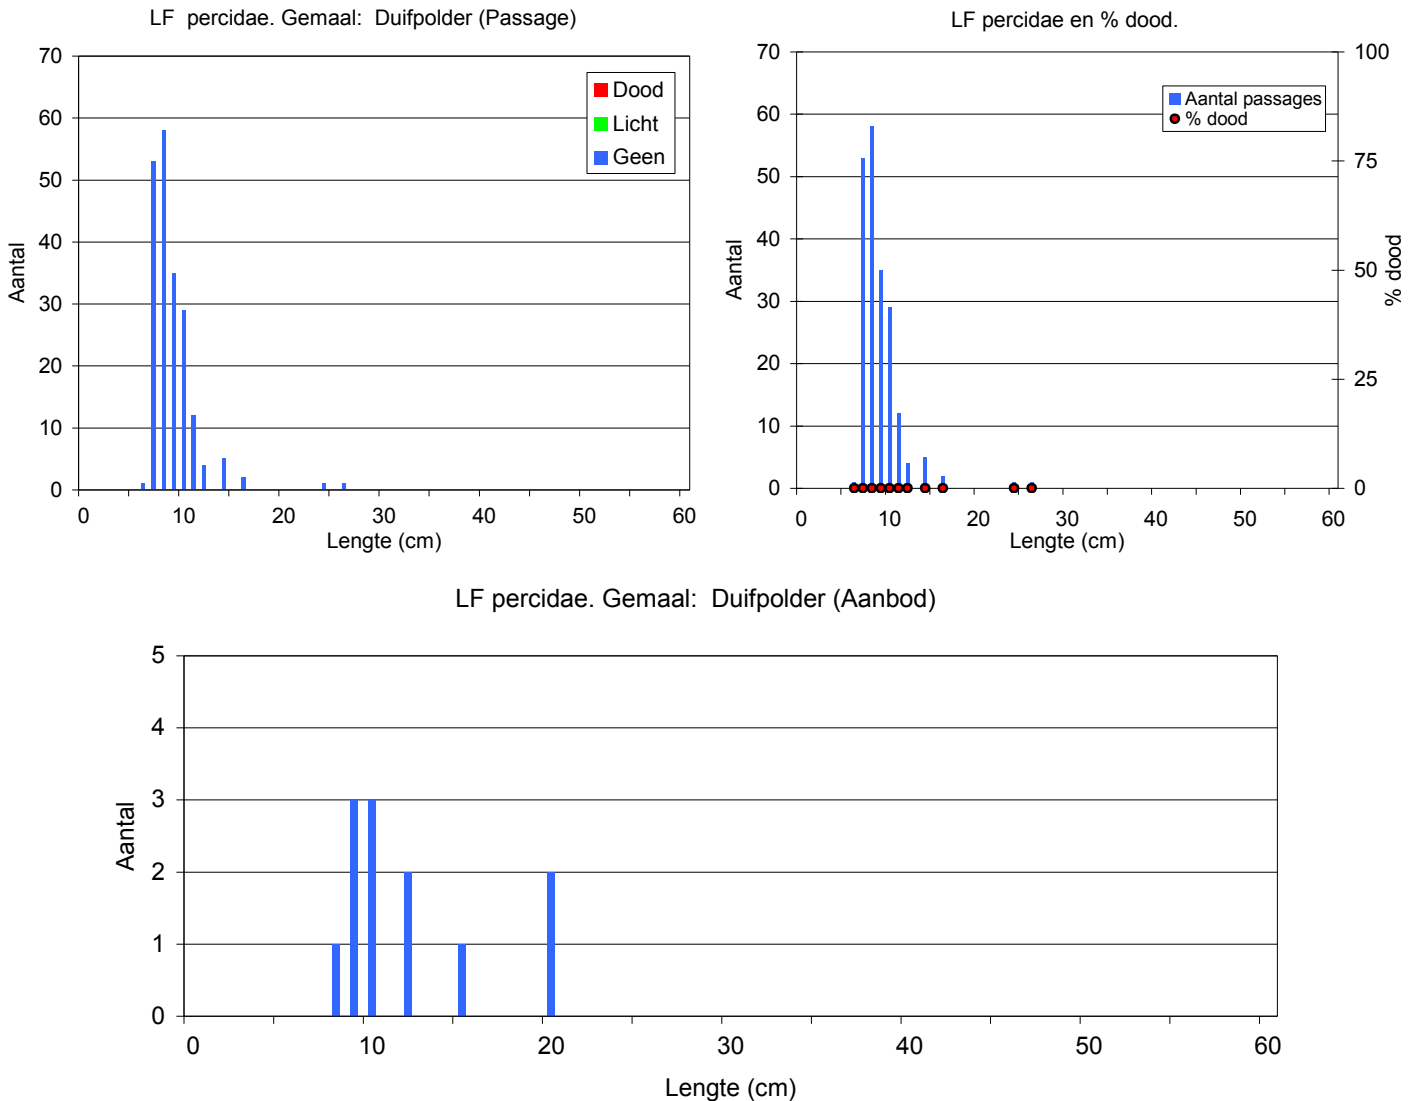 LF percidae. Gemaal: Duifpolder (Passage)
70
60
50
40
30
20
10
0
Aantal
Dood
Licht
Geen
0 10 20 30 40 50 60
Lengte (cm)
LF percidae en % dood.
70
60
50
40
30
20
10
0
Aantal
Aantal passages
% dood
100
75
50
25
0
% dood
0 10 20 30 40 50 60
Lengte (cm)
LF percidae. Gemaal: Duifpolder (Aanbod)
5
4
3
2
1
0
Aantal
0 10 20 30 40 50 60
Lengte (cm)